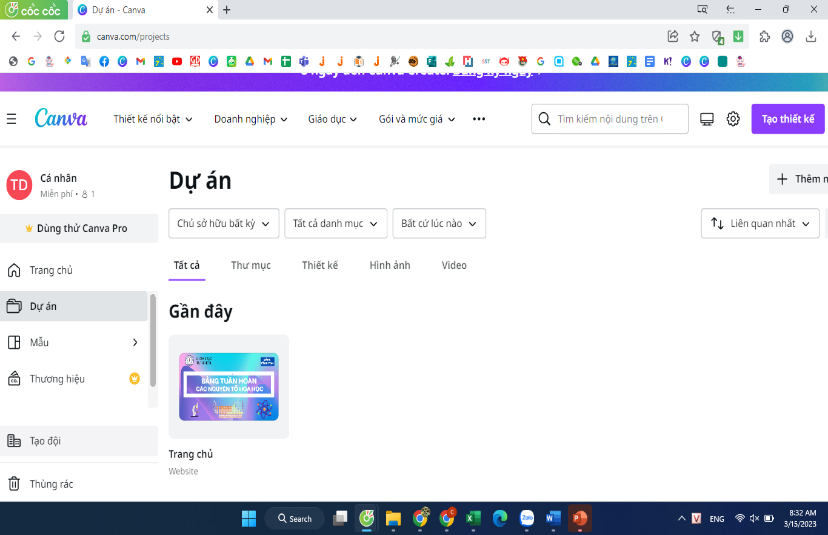 cốc cốc
Dự án - Canva
canva.com/projects
Canva
Thiết kế nổi bật
Doanh nghiệp
Giáo dục
Gói và mức giá
Tìm kiếm nội dung trên
Tạo thiết kế
TD
Cá nhân
Miễn phí • 1
Dùng thử Canva Pro
Trang chủ
Dự án
Mẫu
Thương hiệu
Tạo đội
Thùng rác
Dự án
Thêm
Chủ sở hữu bất kỳ
Tất cả danh mục
Bất cứ lúc nào
Liên quan nhất
Tất cả
Thư mục
Thiết kế
Hình ảnh
Video
Gần đây
BẢNG TUẦN HOÀN
CÁC NGUYÊN TỐ HÓA HỌC
Trang chủ
Website
Search
Zalo
ENG
8:32 AM
3/15/2023